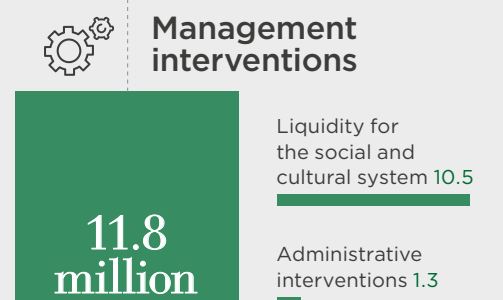 Management
interventions
11.8
million
Liquidity for
the social and
cultural system 10.5
Administrative
interventions 1.3